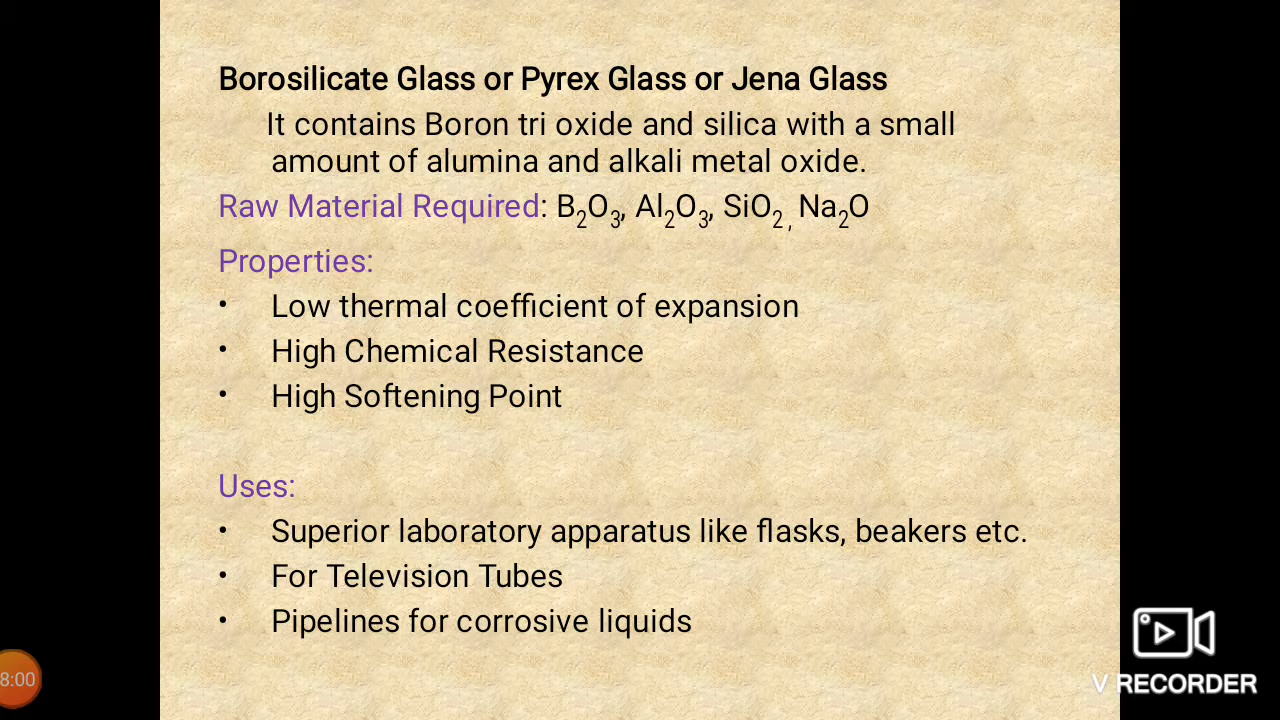 Borosilicate Glass or Pyrex Glass or Jena Glass
It contains Boron tri oxide and silica with a small
amount of alumina and alkali metal oxide.
Raw Material Required: B₂O₃, Al₂O₃, SiO₂, Na₂O
Properties:
• Low thermal coefficient of expansion
• High Chemical Resistance
• High Softening Point
Uses:
• Superior laboratory apparatus like flasks, beakers etc.
• For Television Tubes
• Pipelines for corrosive liquids
8:00
V RECORDER